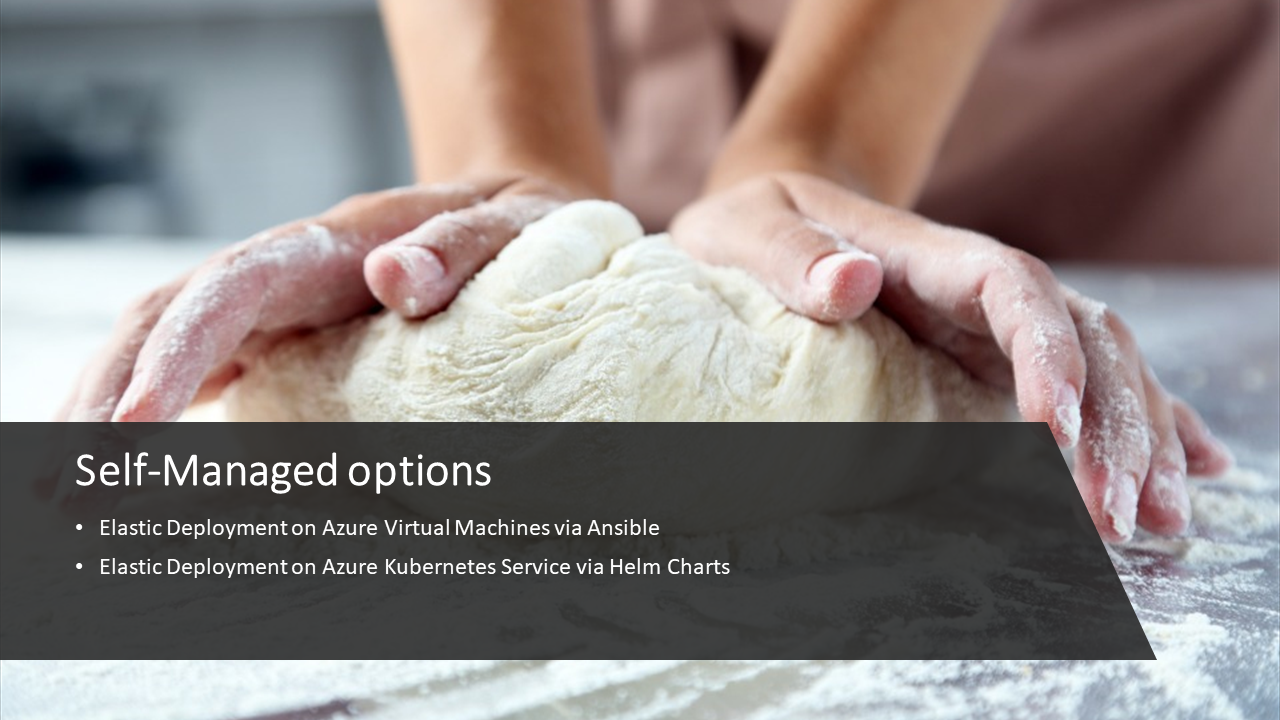 Self-Managed options
• Elastic Deployment on Azure Virtual Machines via Ansible
• Elastic Deployment on Azure Kubernetes Service via Helm Charts